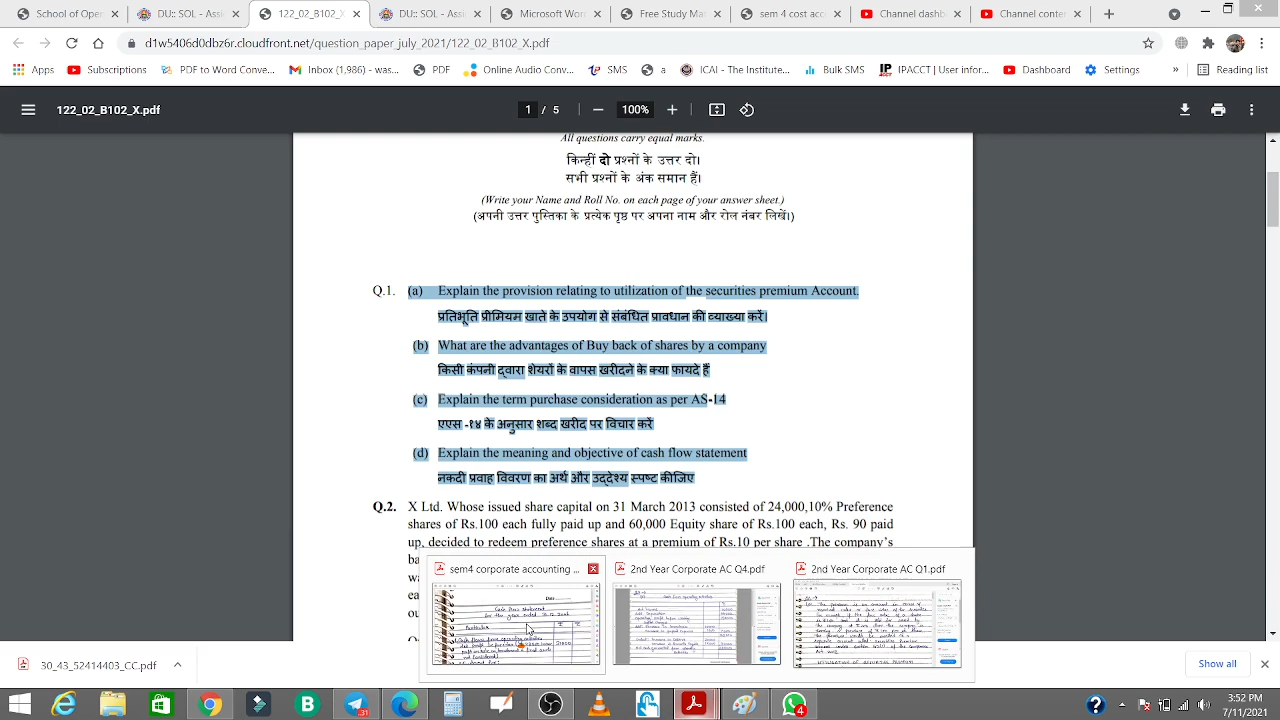 School of Open
DU:: SOL - Assi
122_02_B102_X
DU:: SOL - Assi
Microsoft Wor
Free Study Ma
sem 4 cost acc
Channel dashb
Channel conten
d1w5406d0dbz6r.cloudfront.net/question_paper_july_2021/122_02_B102_X.pdf
Apps Subscriptions PDF to Word Conve... Inbox (1,986) - was... PDF Online Audio Conv... SMS a ICAI - The Institut... Bulk SMS IPACCT | User infor... Dashboard Settings » Reading list
122_02_B102_X.pdf 1 / 5 100%
All questions carry equal marks.
किन्हीं दो प्रश्नों के उत्तर दो।
सभी प्रश्नों के अंक समान हैं।
(Write your Name and Roll No. on each page of your answer sheet.)
(अपनी उत्तर पुस्तिका के प्रत्येक पृष्ठ पर अपना नाम और रोल नंबर लिखें।)
Q.1. (a) Explain the provision relating to utilization of the securities premium Account.
प्रतिभूति प्रीमियम खाते के उपयोग से संबंधित प्रावधान की व्याख्या करें।
(b) What are the advantages of Buy back of shares by a company
किसी कंपनी द्वारा शेयरों के वापस खरीदने के क्या फायदे हैं
(c) Explain the term purchase consideration as per AS-14
एएस -१४ के अनुसार शब्द खरीद पर विचार करें
(d) Explain the meaning and objective of cash flow statement
नकदी प्रवाह विवरण का अर्थ और उद्देश्य स्पष्ट कीजिए
Q.2. X Ltd. Whose issued share capital on 31 March 2013 consisted of 24,000,10% Preference
shares of Rs.100 each fully paid up and 60,000 Equity share of Rs.100 each, Rs. 90 paid
up, decided to redeem preference shares at a premium of Rs.10 per share .The company's
sem4 corporate accounting ...
2nd Year Corporate AC Q4.pdf
2nd Year Corporate AC Q1.pdf
Cash Flow Statement
30_43_52414403_CC.pdf
Show all
31
4
3:52 PM
7/11/2021